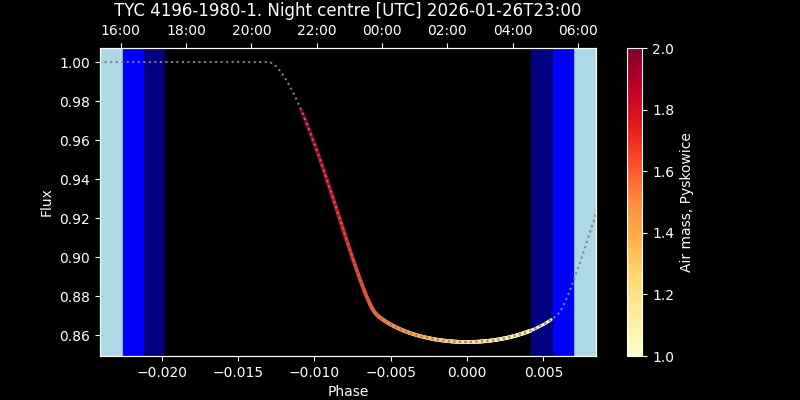 TYC 4196-1980-1. Night centre [UTC] 2026-01-26T23:00
16:00 18:00 20:00 22:00 00:00 02:00 04:00 06:00
1.00
0.98
0.96
0.94
0.92
0.90
0.88
0.86
Flux
−0.020 −0.015 −0.010 −0.005 0.000 0.005
Phase
2.0
1.8
1.6
1.4
1.2
1.0
Air mass, Pyskowice